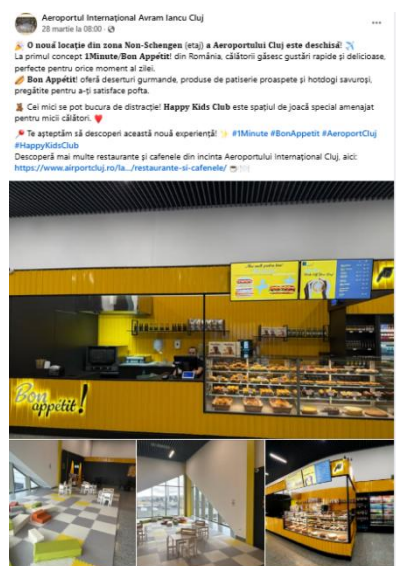 Aeroportul Internațional Avram Iancu Cluj
28 martie la 08:00
🎉 O nouă locație din zona Non-Schengen (etaj) a Aeroportului Cluj este deschisă! ✈️
La primul concept 1Minute/Bon Appétit! din România, călătorii găsesc gustări rapide și delicioase,
perfecte pentru orice moment al zilei.
🥖 Bon Appétit! oferă deserturi gurmande, produse de patiserie proaspete și hotdogi savuroși,
pregătite pentru a-ți satisface pofta.
🧸 Cei mici se pot bucura de distracție! Happy Kids Club este spațiul de joacă special amenajat
pentru micii călători. ❤️
📍 Te așteptăm să descoperi această nouă experiență! ✨ #1Minute #BonAppetit #AeroportCluj
#HappyKidsClub
Descoperă mai multe restaurante și cafenele din incinta Aeroportului Internațional Cluj, aici:
https://www.airportcluj.ro/la.../restaurante-si-cafenele/
Bon
appétit!